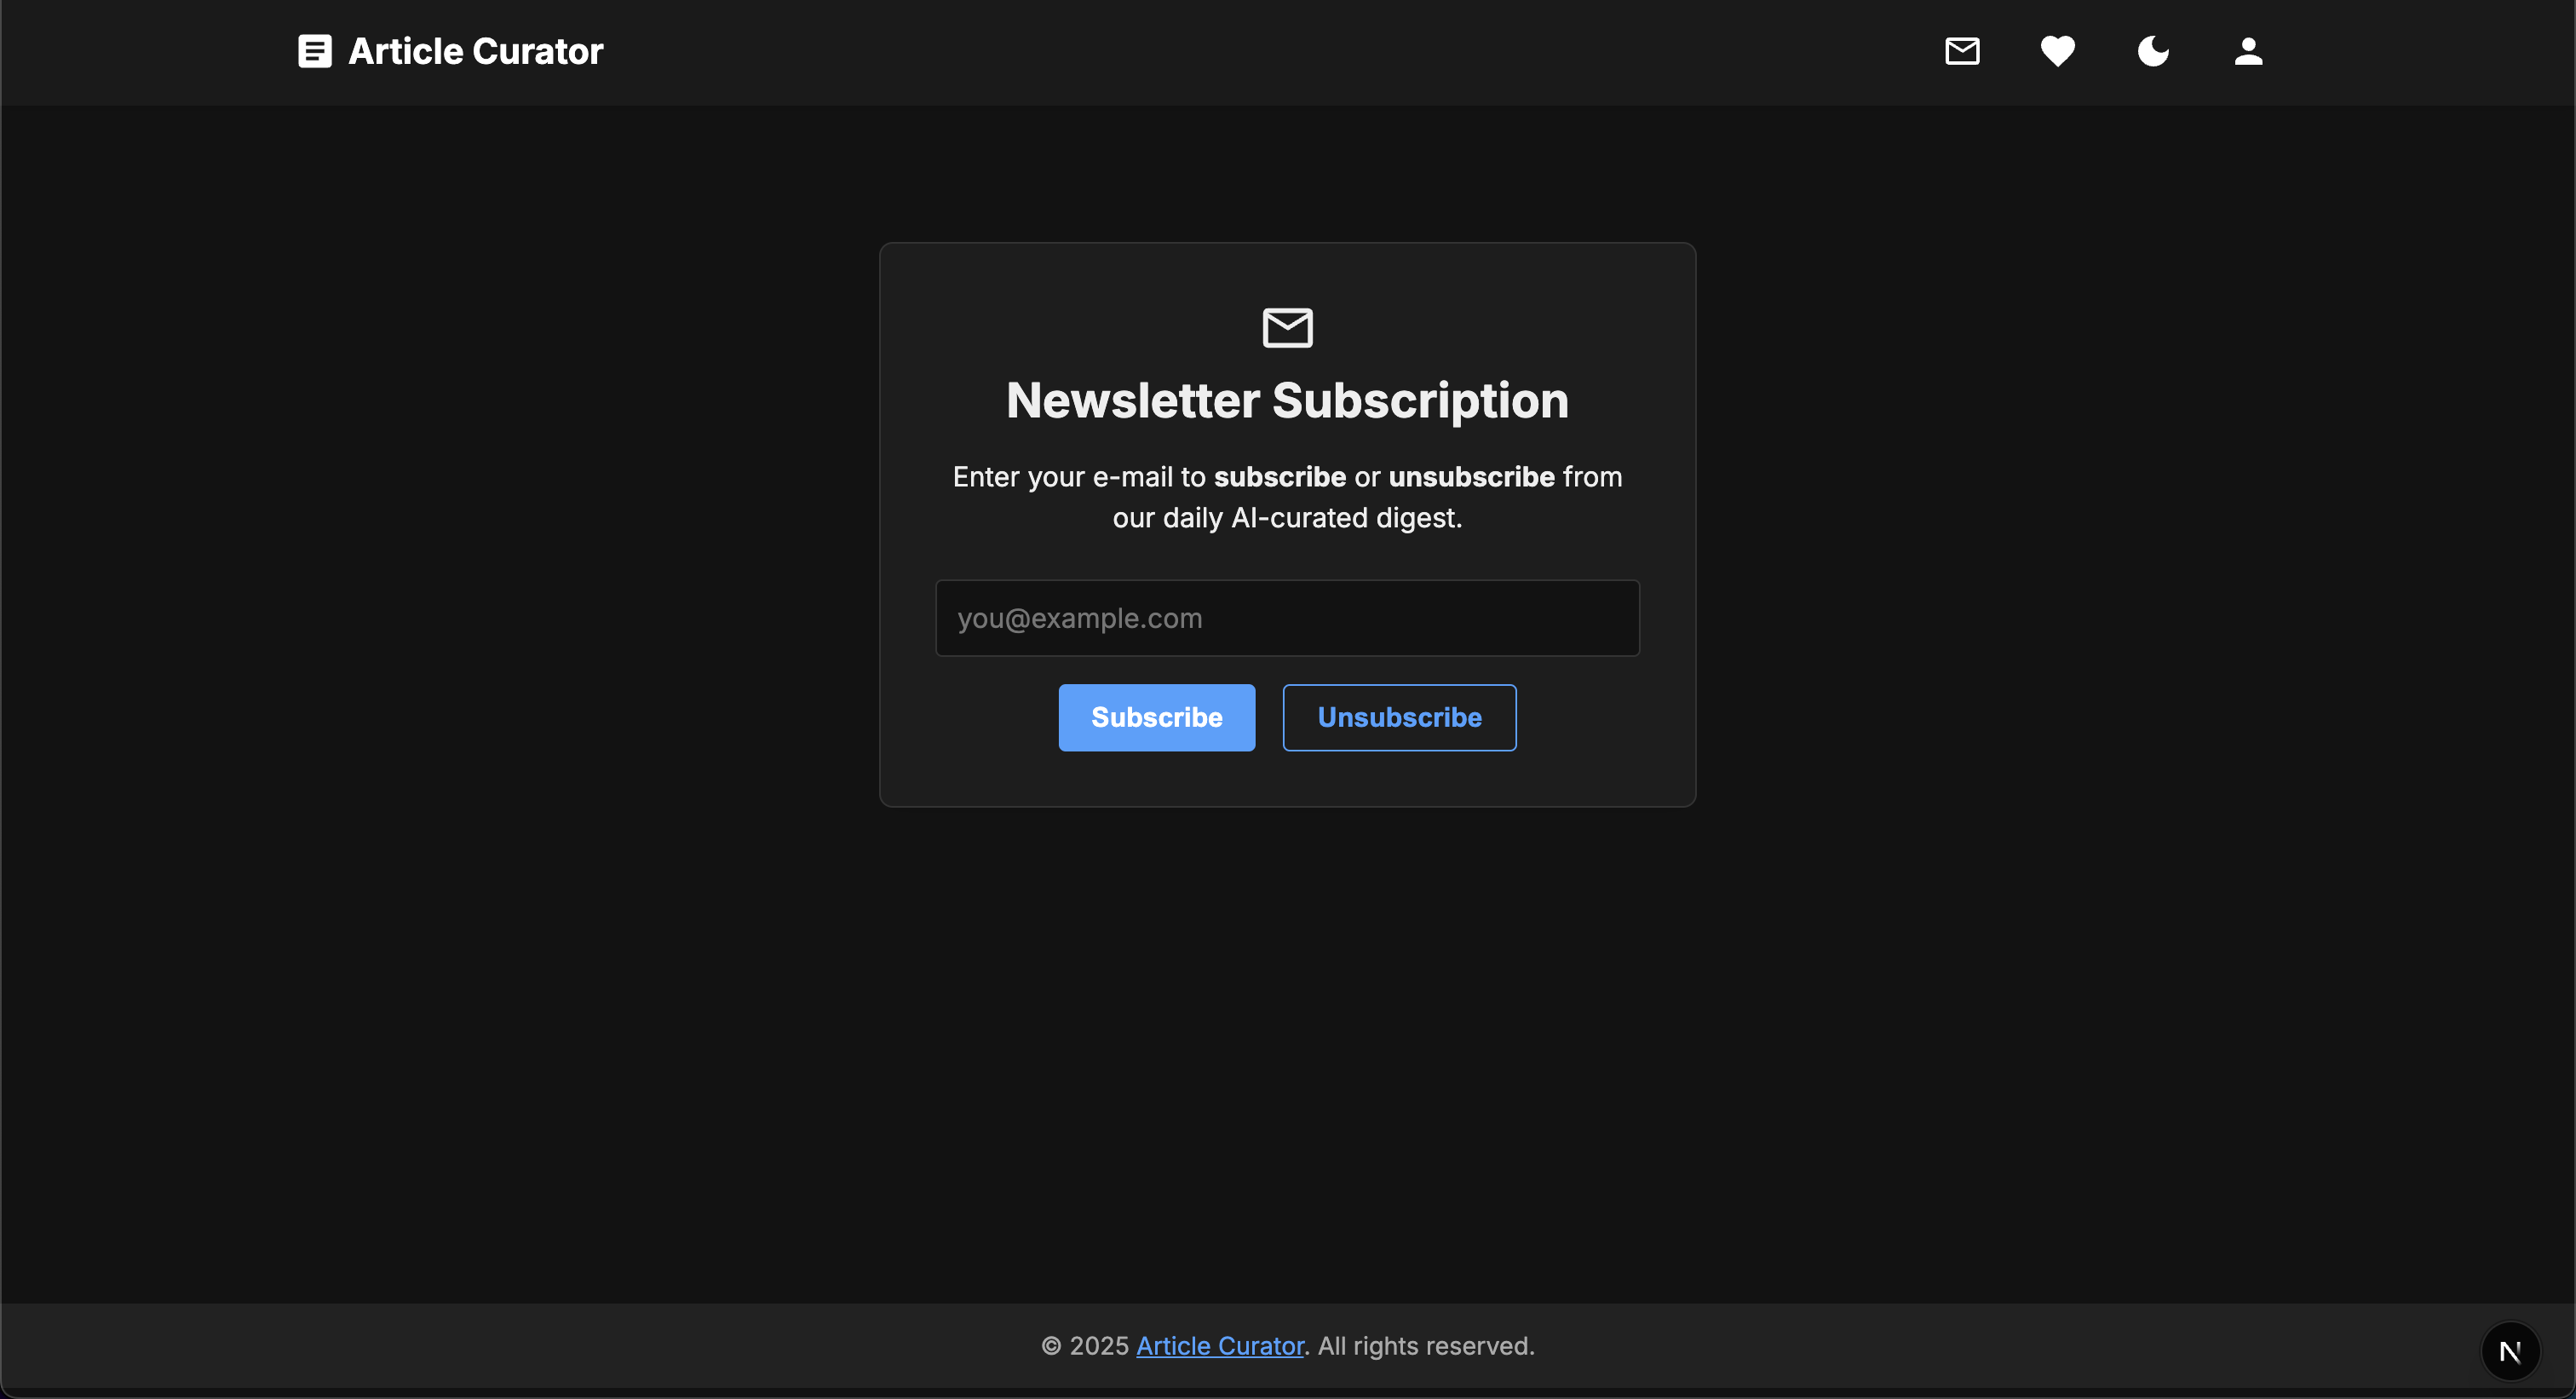 Article Curator
Newsletter Subscription
Enter your e-mail to subscribe or unsubscribe from
our daily AI-curated digest.
you@example.com
Subscribe
Unsubscribe
© 2025 Article Curator. All rights reserved.
N